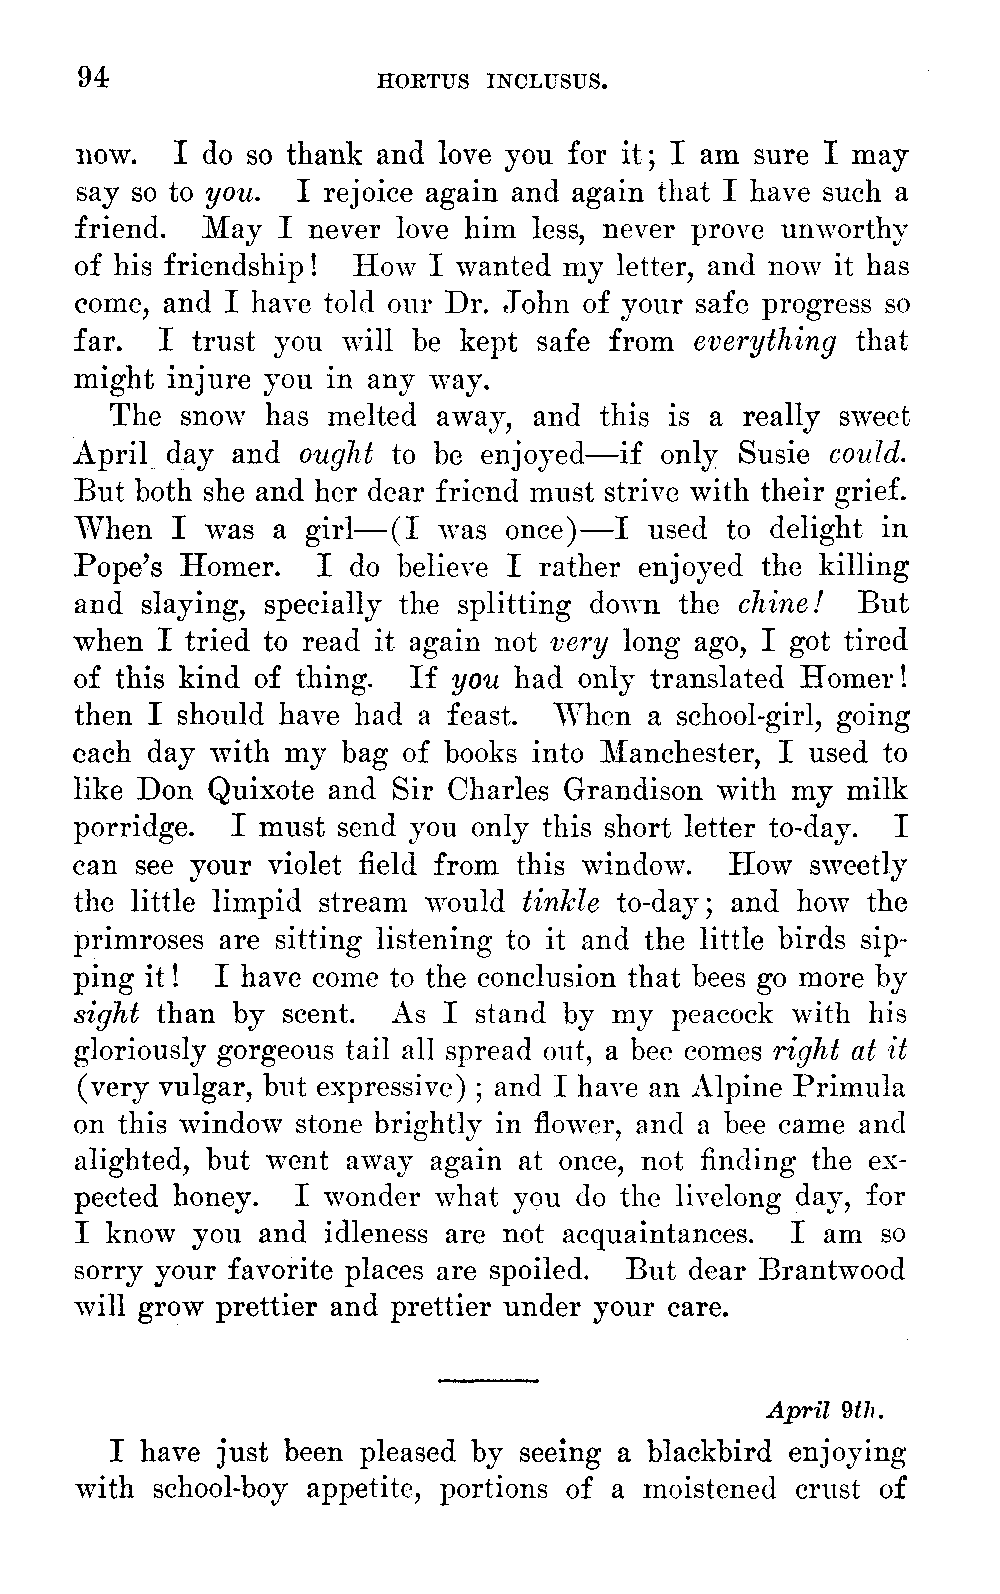 94 HORTUS INCLUSUS.
now. I do so thank and love you for it; I am sure I may
say so to you. I rejoice again and again that I have such a
friend. May I never love him less, never prove unworthy
of his friendship! How I wanted my letter, and now it has
come, and I have told our Dr. John of your safe progress so
far. I trust you will be kept safe from everything that
might injure you in any way.
The snow has melted away, and this is a really sweet
April day and ought to be enjoyed—if only Susie could.
But both she and her dear friend must strive with their grief.
When I was a girl—(I was once)—I used to delight in
Pope's Homer. I do believe I rather enjoyed the killing
and slaying, specially the splitting down the chine! But
when I tried to read it again not very long ago, I got tired
of this kind of thing. If you had only translated Homer!
then I should have had a feast. When a school-girl, going
each day with my bag of books into Manchester, I used to
like Don Quixote and Sir Charles Grandison with my milk
porridge. I must send you only this short letter to-day. I
can see your violet field from this window. How sweetly
the little limpid stream would tinkle to-day; and how the
primroses are sitting listening to it and the little birds sip-
ping it! I have come to the conclusion that bees go more by
sight than by scent. As I stand by my peacock with his
gloriously gorgeous tail all spread out, a bee comes right at it
(very vulgar, but expressive); and I have an Alpine Primula
on this window stone brightly in flower, and a bee came and
alighted, but went away again at once, not finding the ex-
pected honey. I wonder what you do the livelong day, for
I know you and idleness are not acquaintances. I am so
sorry your favorite places are spoiled. But dear Brantwood
will grow prettier and prettier under your care.
April 9th.
I have just been pleased by seeing a blackbird enjoying
with school-boy appetite, portions of a moistened crust of